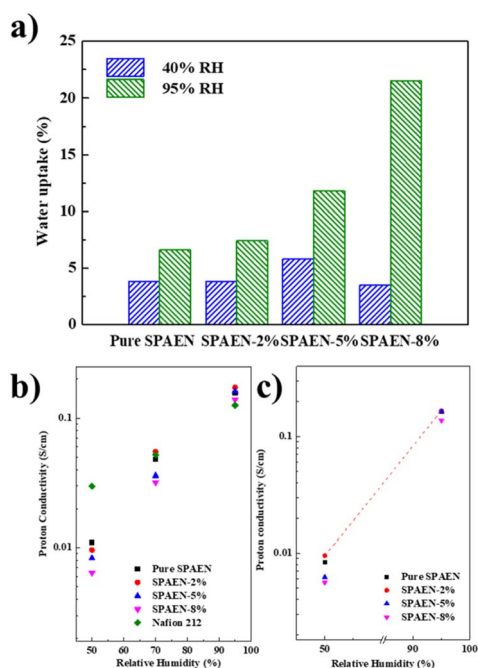 a)
25
20
15
10
5
0
Water uptake (%)
40% RH
95% RH
Pure SPAEN SPAEN-2% SPAEN-5% SPAEN-8%
b)
0.1
0.01
Proton Conductivity (S/cm)
Pure SPAEN
SPAEN-2%
SPAEN-5%
SPAEN-8%
Nafion 212
50 60 70 80 90 100
Relative Humidity (%)
c)
0.1
0.01
Proton conductivity (S/cm)
Pure SPAEN
SPAEN-2%
SPAEN-5%
SPAEN-8%
50 90 100
Relative Humidity (%)